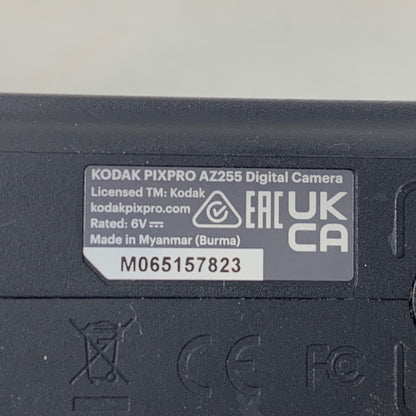 KODAK PIXPRO AZ255 Digital Camera
Licensed TM: Kodak
kodakpixpro.com
Rated: 6V⎓
Made in Myanmar (Burma)
EAC
UK
CA
M065157823
CE
FC